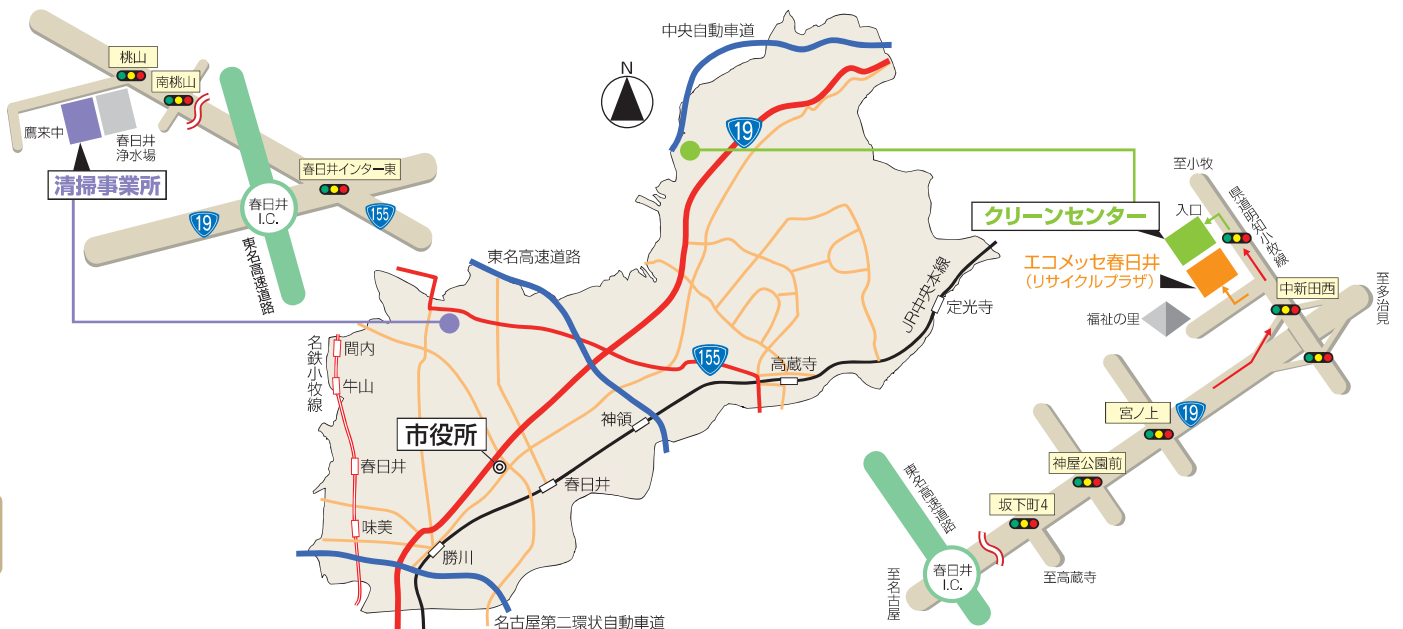 桃山
南桃山
鷹来中
春日井
浄水場
清掃事業所
春日井インター東
春日井
I.C.
19
155
東名高速道路
中央自動車道
N
19
東名高速道路
155
JR中央本線
定光寺
高蔵寺
神領
春日井
勝川
名鉄小牧線
間内
牛山
春日井
味美
市役所
名古屋第二環状自動車道
至小牧
入口
県道明知小牧線
クリーンセンター
エコメッセ春日井
(リサイクルプラザ)
福祉の里
中新田西
至多治見
宮ノ上
19
神屋公園前
坂下町4
東名高速道路
春日井
I.C.
至名古屋
至高蔵寺